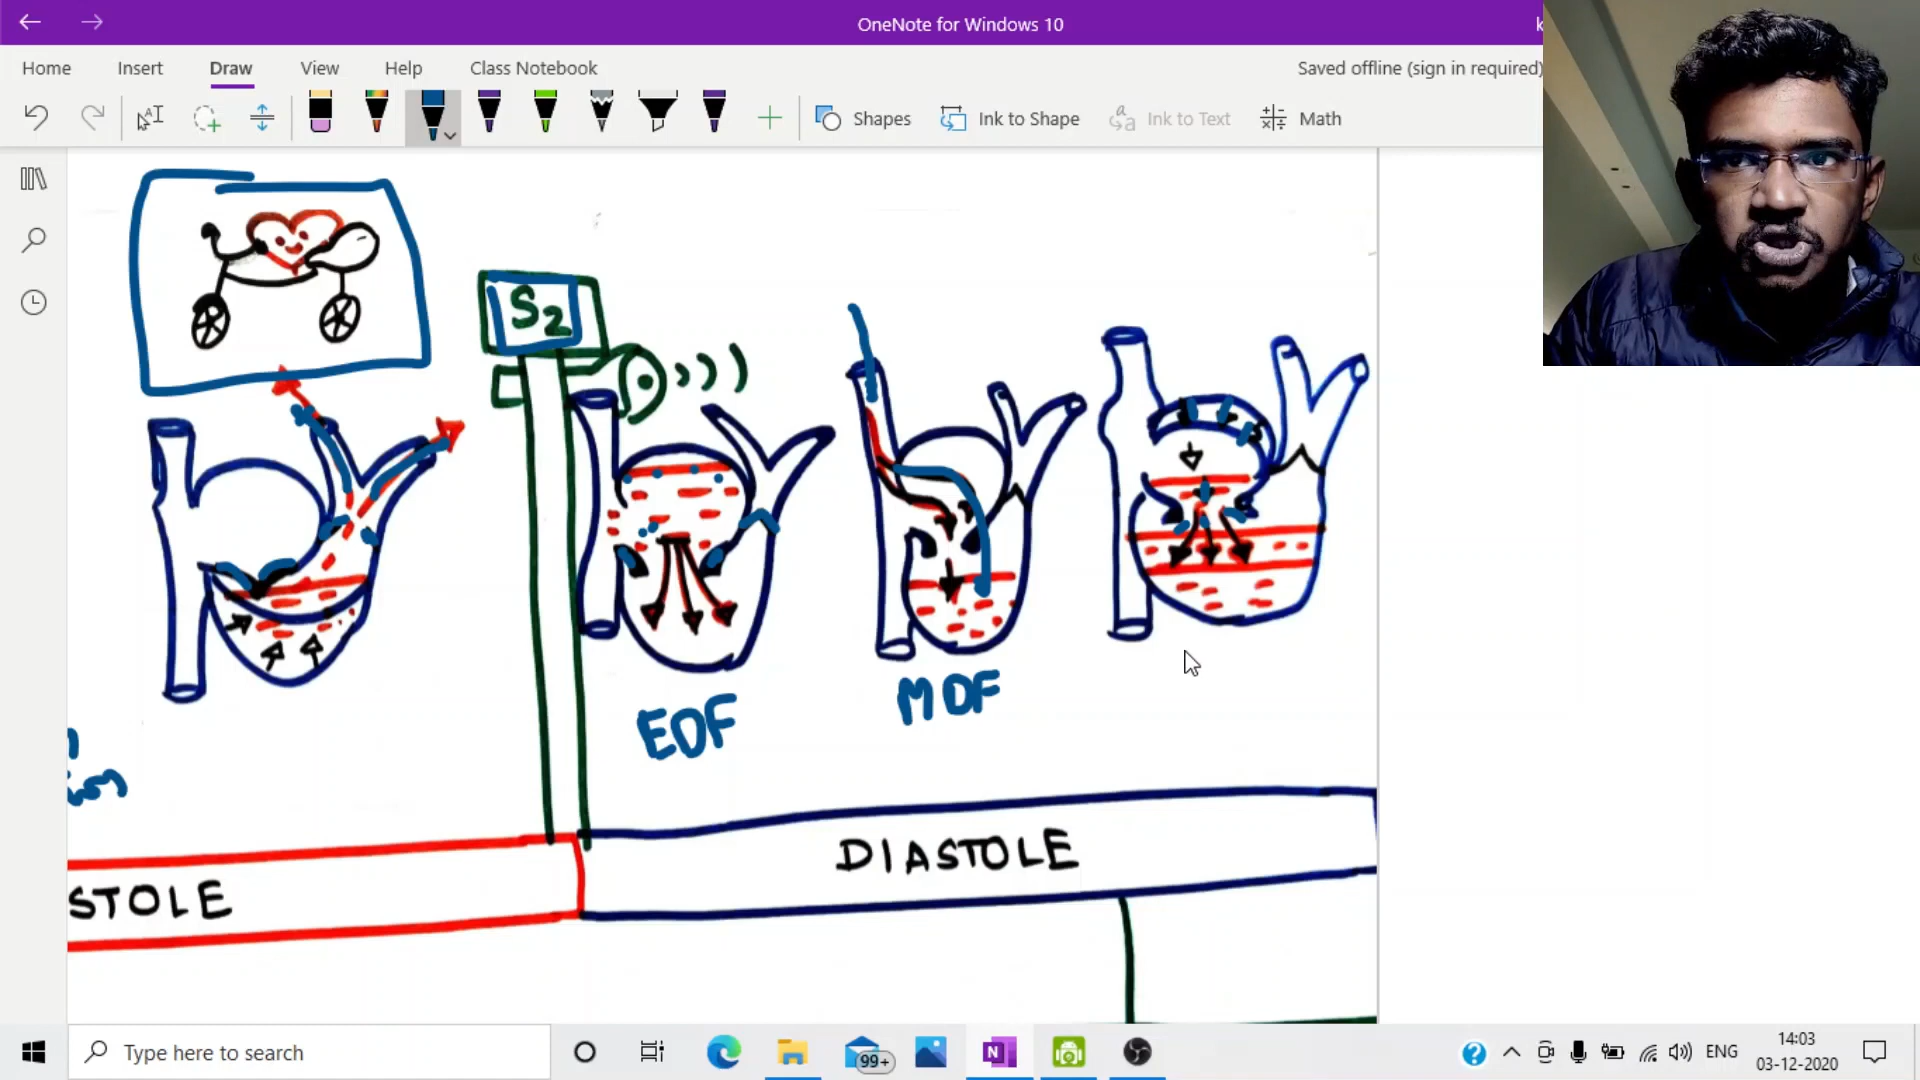 OneNote for Windows 10
Home Insert Draw View Help Class Notebook
Saved offline (sign in required)
Shapes Ink to Shape Ink to Text Math
S2
EDF
MDF
DIASTOLE
STOLE
Type here to search
99+
ENG
14:03
03-12-2020